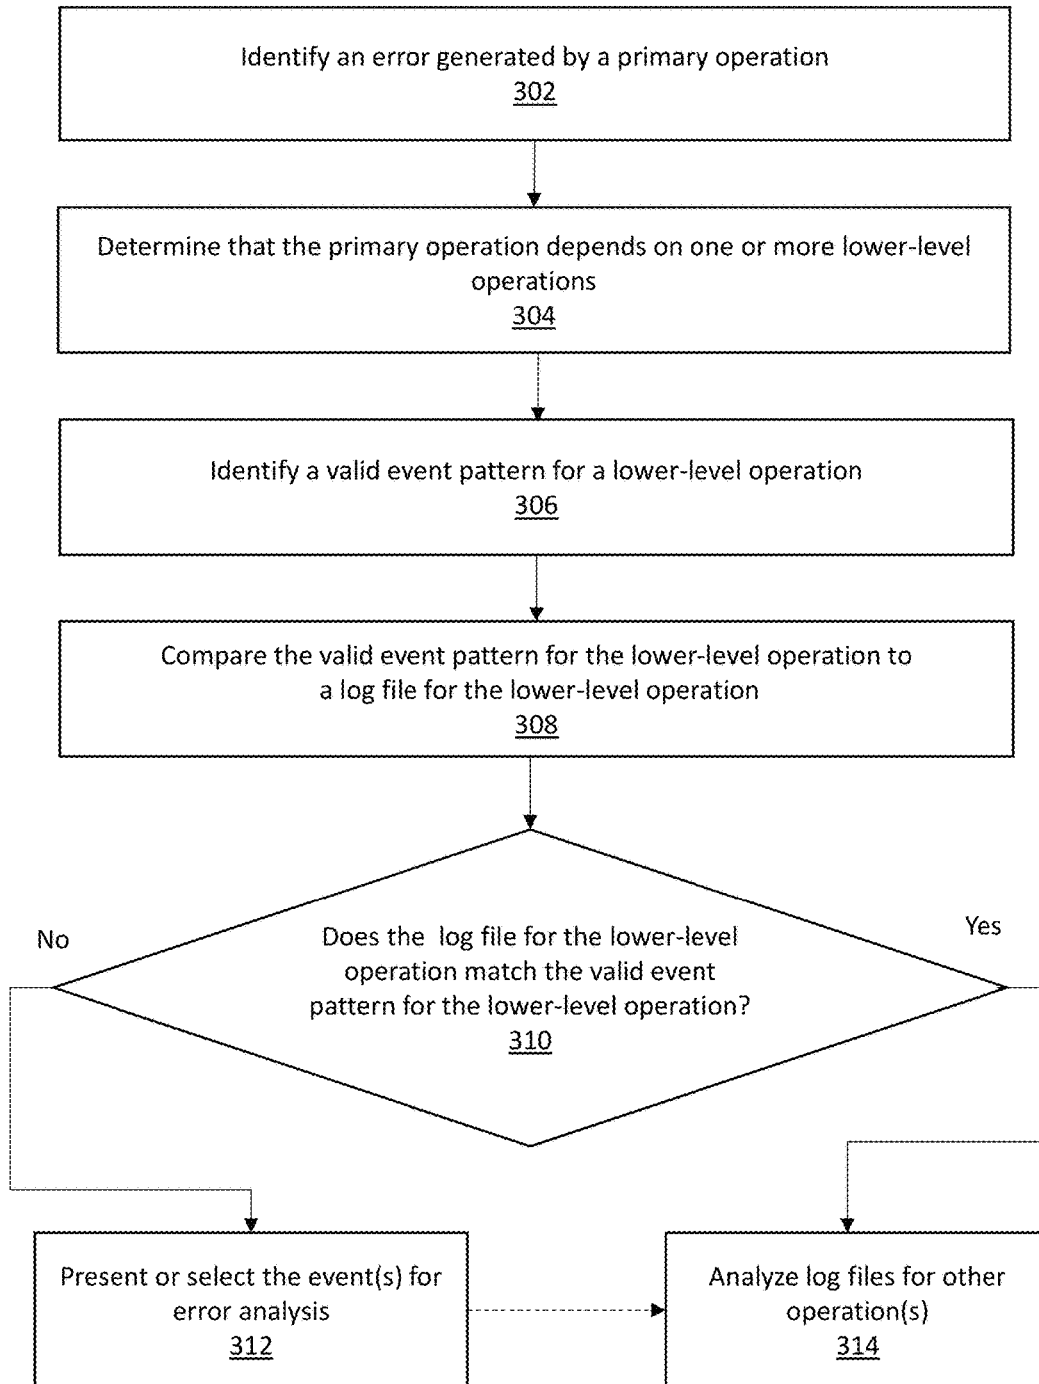 Identify an error generated by a primary operation
302
Determine that the primary operation depends on one or more lower-level
operations
304
Identify a valid event pattern for a lower-level operation
306
Compare the valid event pattern for the lower-level operation to
a log file for the lower-level operation
308
No
Yes
Does the log file for the lower-level
operation match the valid event
pattern for the lower-level operation?
310
Present or select the event(s) for
error analysis
312
Analyze log files for other
operation(s)
314